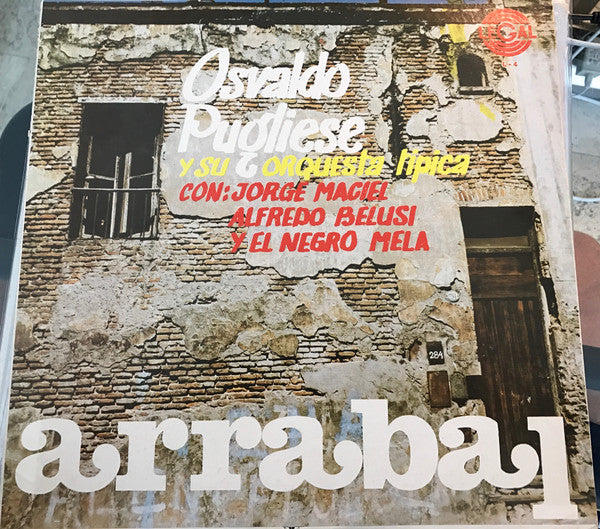 Osvaldo
Pugliese
y su orquesta típica
CON: JORGE MACIEL
ALFREDO BELUSI
Y EL NEGRO MELA
284
arrabal